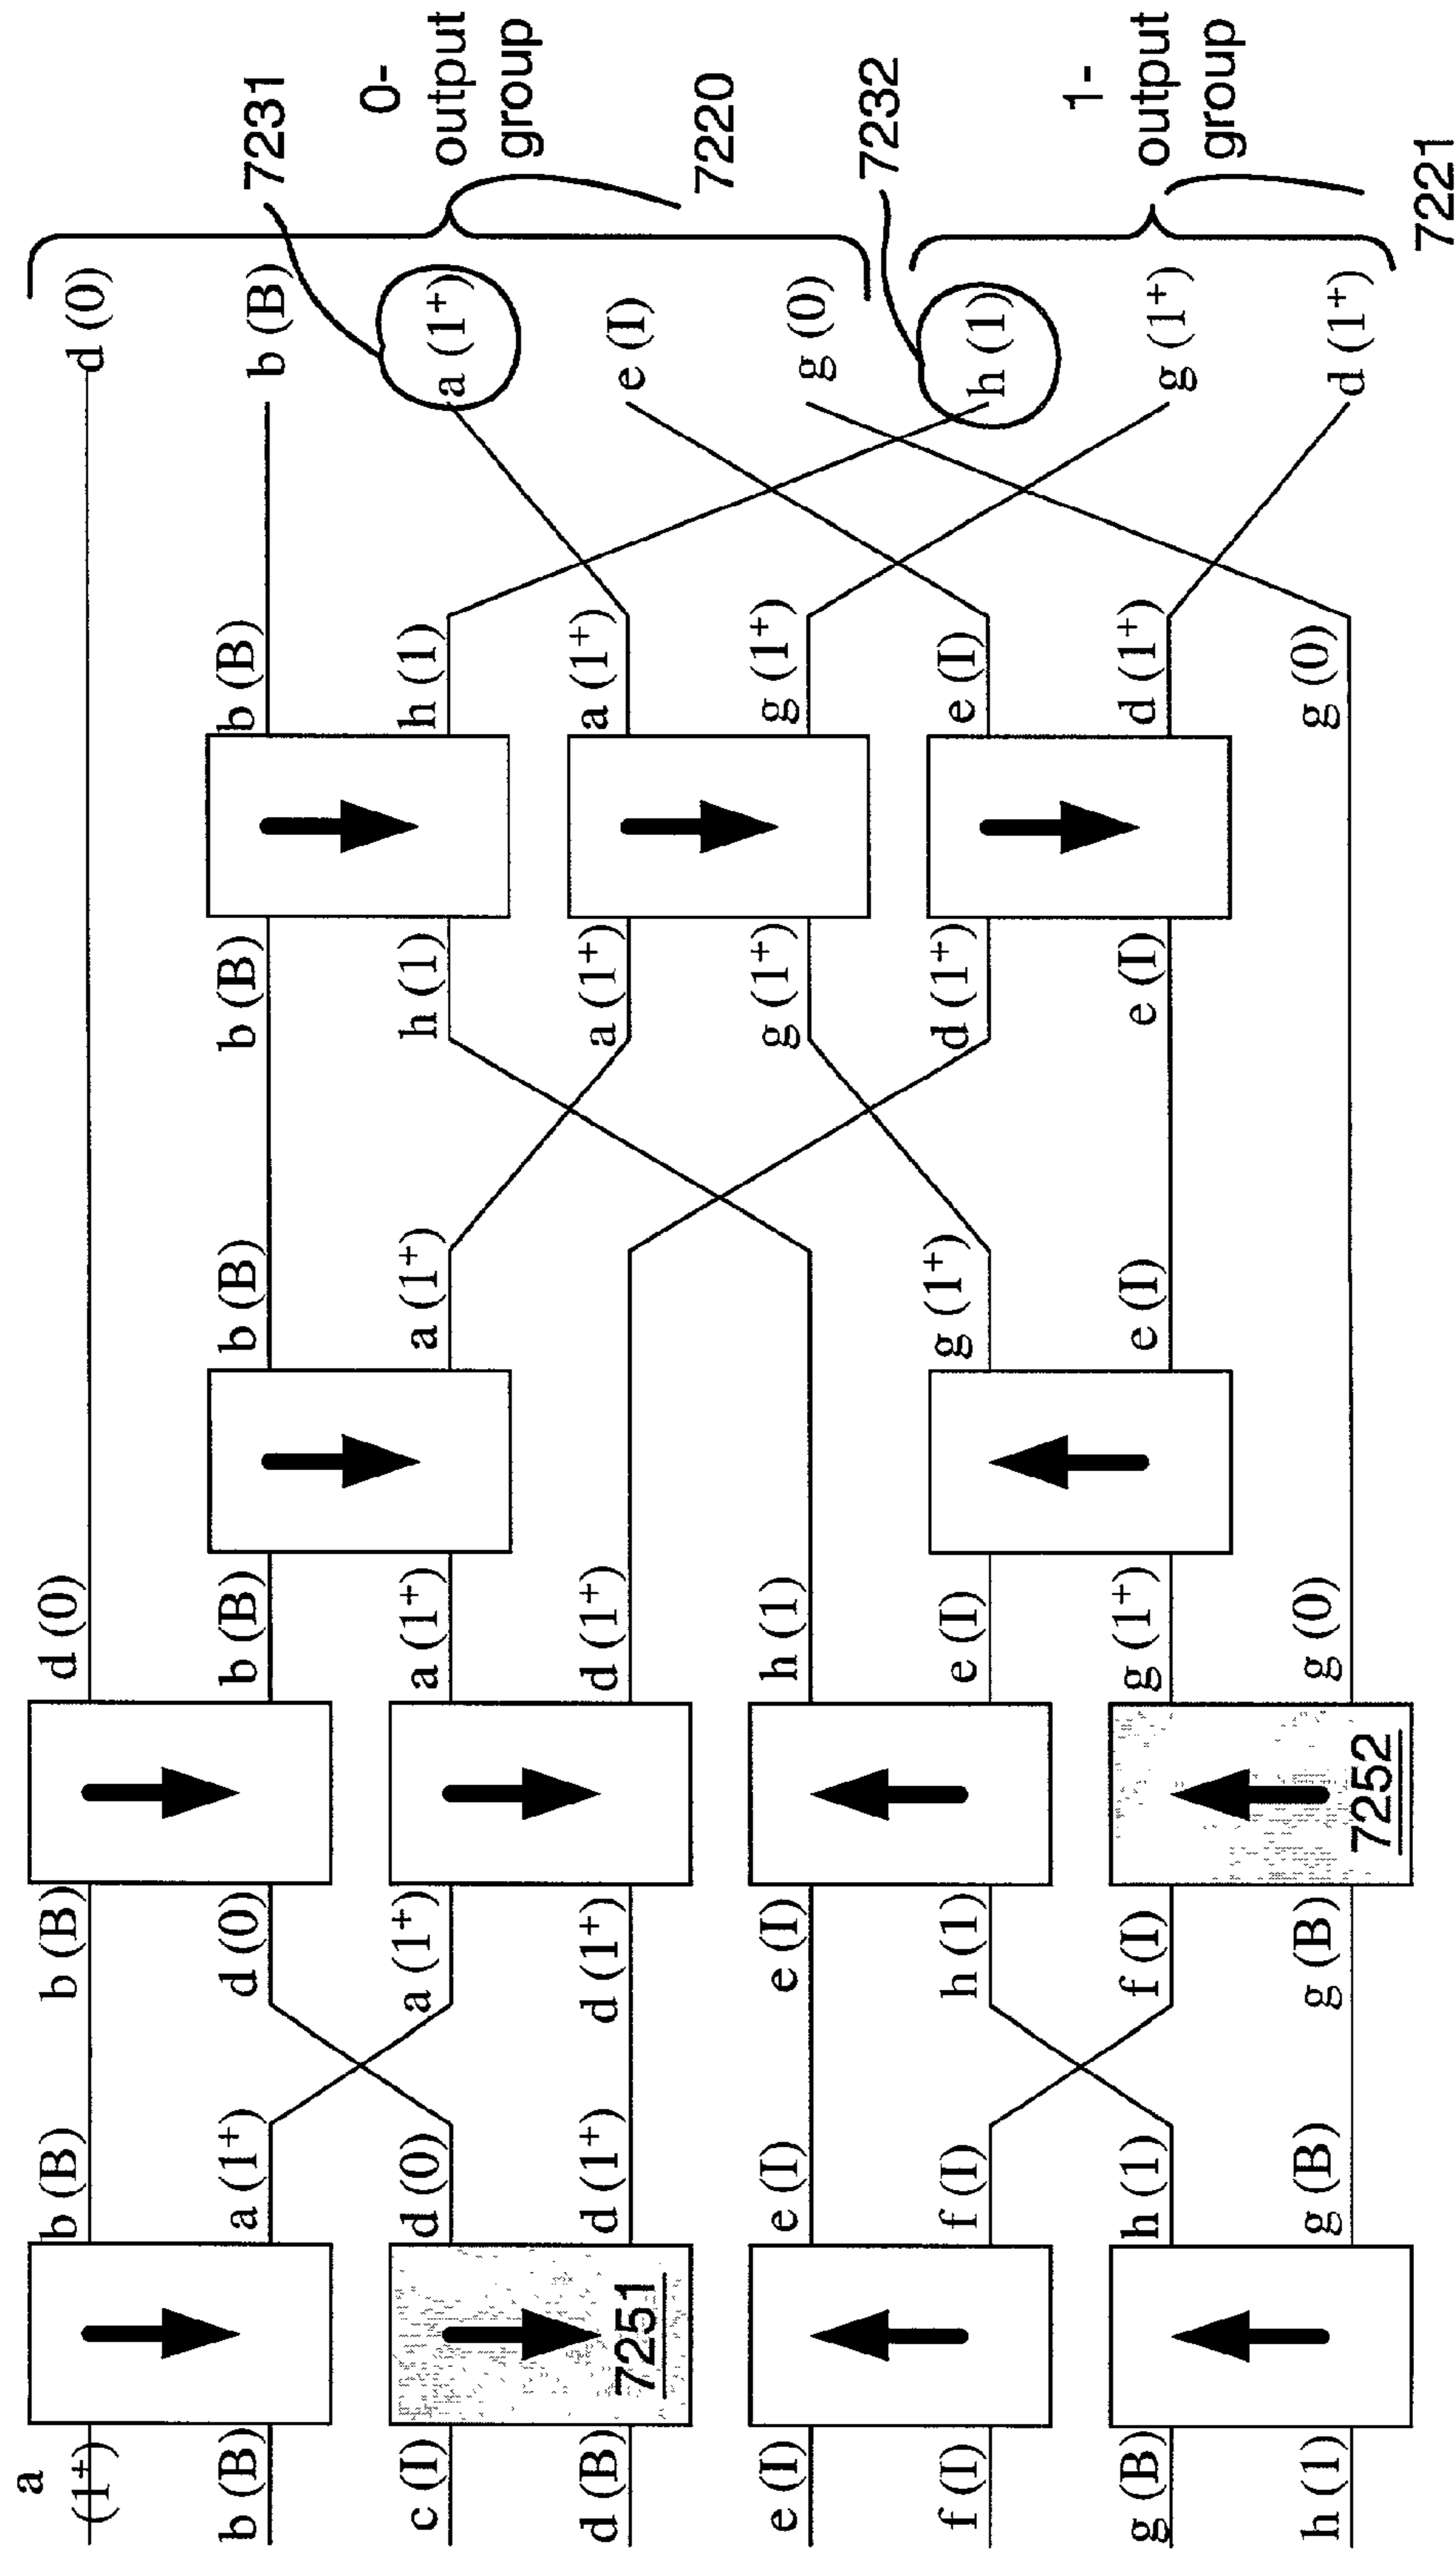 a
(1⁺)
b (B)
c (I)
d (B)
e (I)
f (I)
g (B)
h (1)
7251
b (B)
a (1⁺)
d (0)
d (1⁺)
e (I)
f (I)
h (1)
g (B)
b (B)
d (0)
a (1⁺)
d (1⁺)
e (I)
h (1)
f (I)
g (B)
7252
d (0)
b (B)
a (1⁺)
d (1⁺)
h (1)
e (I)
g (1⁺)
g (0)
b (B)
a (1⁺)
g (1⁺)
e (I)
b (B)
h (1)
a (1⁺)
g (1⁺)
d (1⁺)
e (I)
b (B)
h (1)
a (1⁺)
g (1⁺)
e (I)
d (1⁺)
g (0)
d (0)
b (B)
a (1⁺)
e (I)
g (0)
h (1)
g (1⁺)
d (1⁺)
7231
0-
output
group
7220
7232
1-
output
group
7221